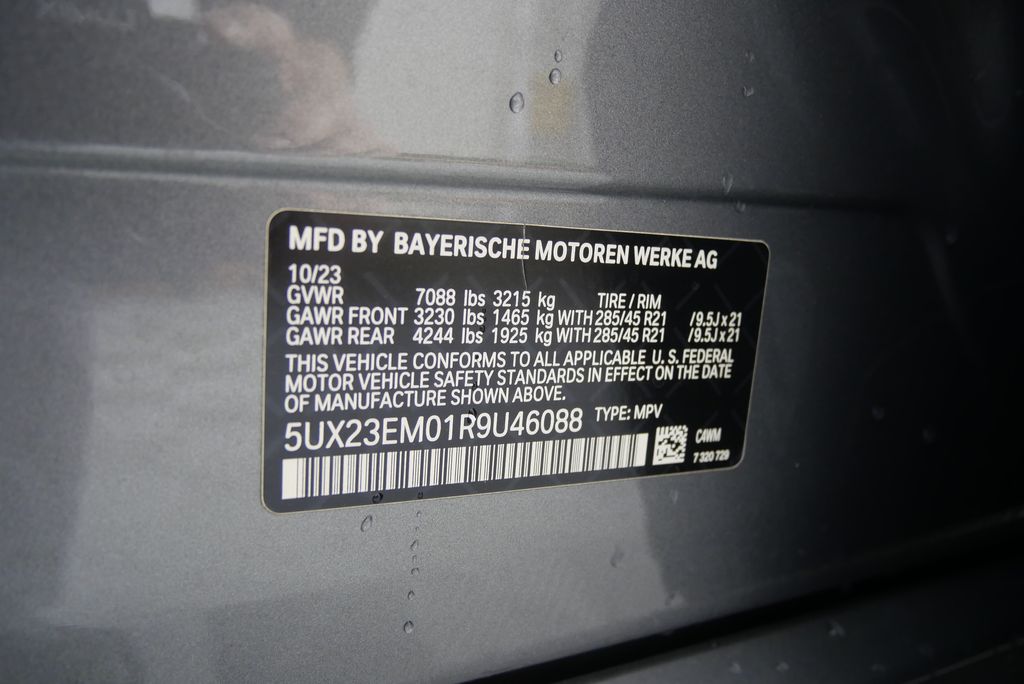 MFD BY BAYERISCHE MOTOREN WERKE AG
10/23
GVWR 7088 lbs 3215 kg TIRE / RIM
GAWR FRONT 3230 lbs 1465 kg WITH 285/45 R21 /9.5J x 21
GAWR REAR 4244 lbs 1925 kg WITH 285/45 R21 /9.5J x 21
THIS VEHICLE CONFORMS TO ALL APPLICABLE U. S. FEDERAL
MOTOR VEHICLE SAFETY STANDARDS IN EFFECT ON THE DATE
OF MANUFACTURE SHOWN ABOVE.
5UX23EM01R9U46088 TYPE: MPV
C4WM
7 320 729